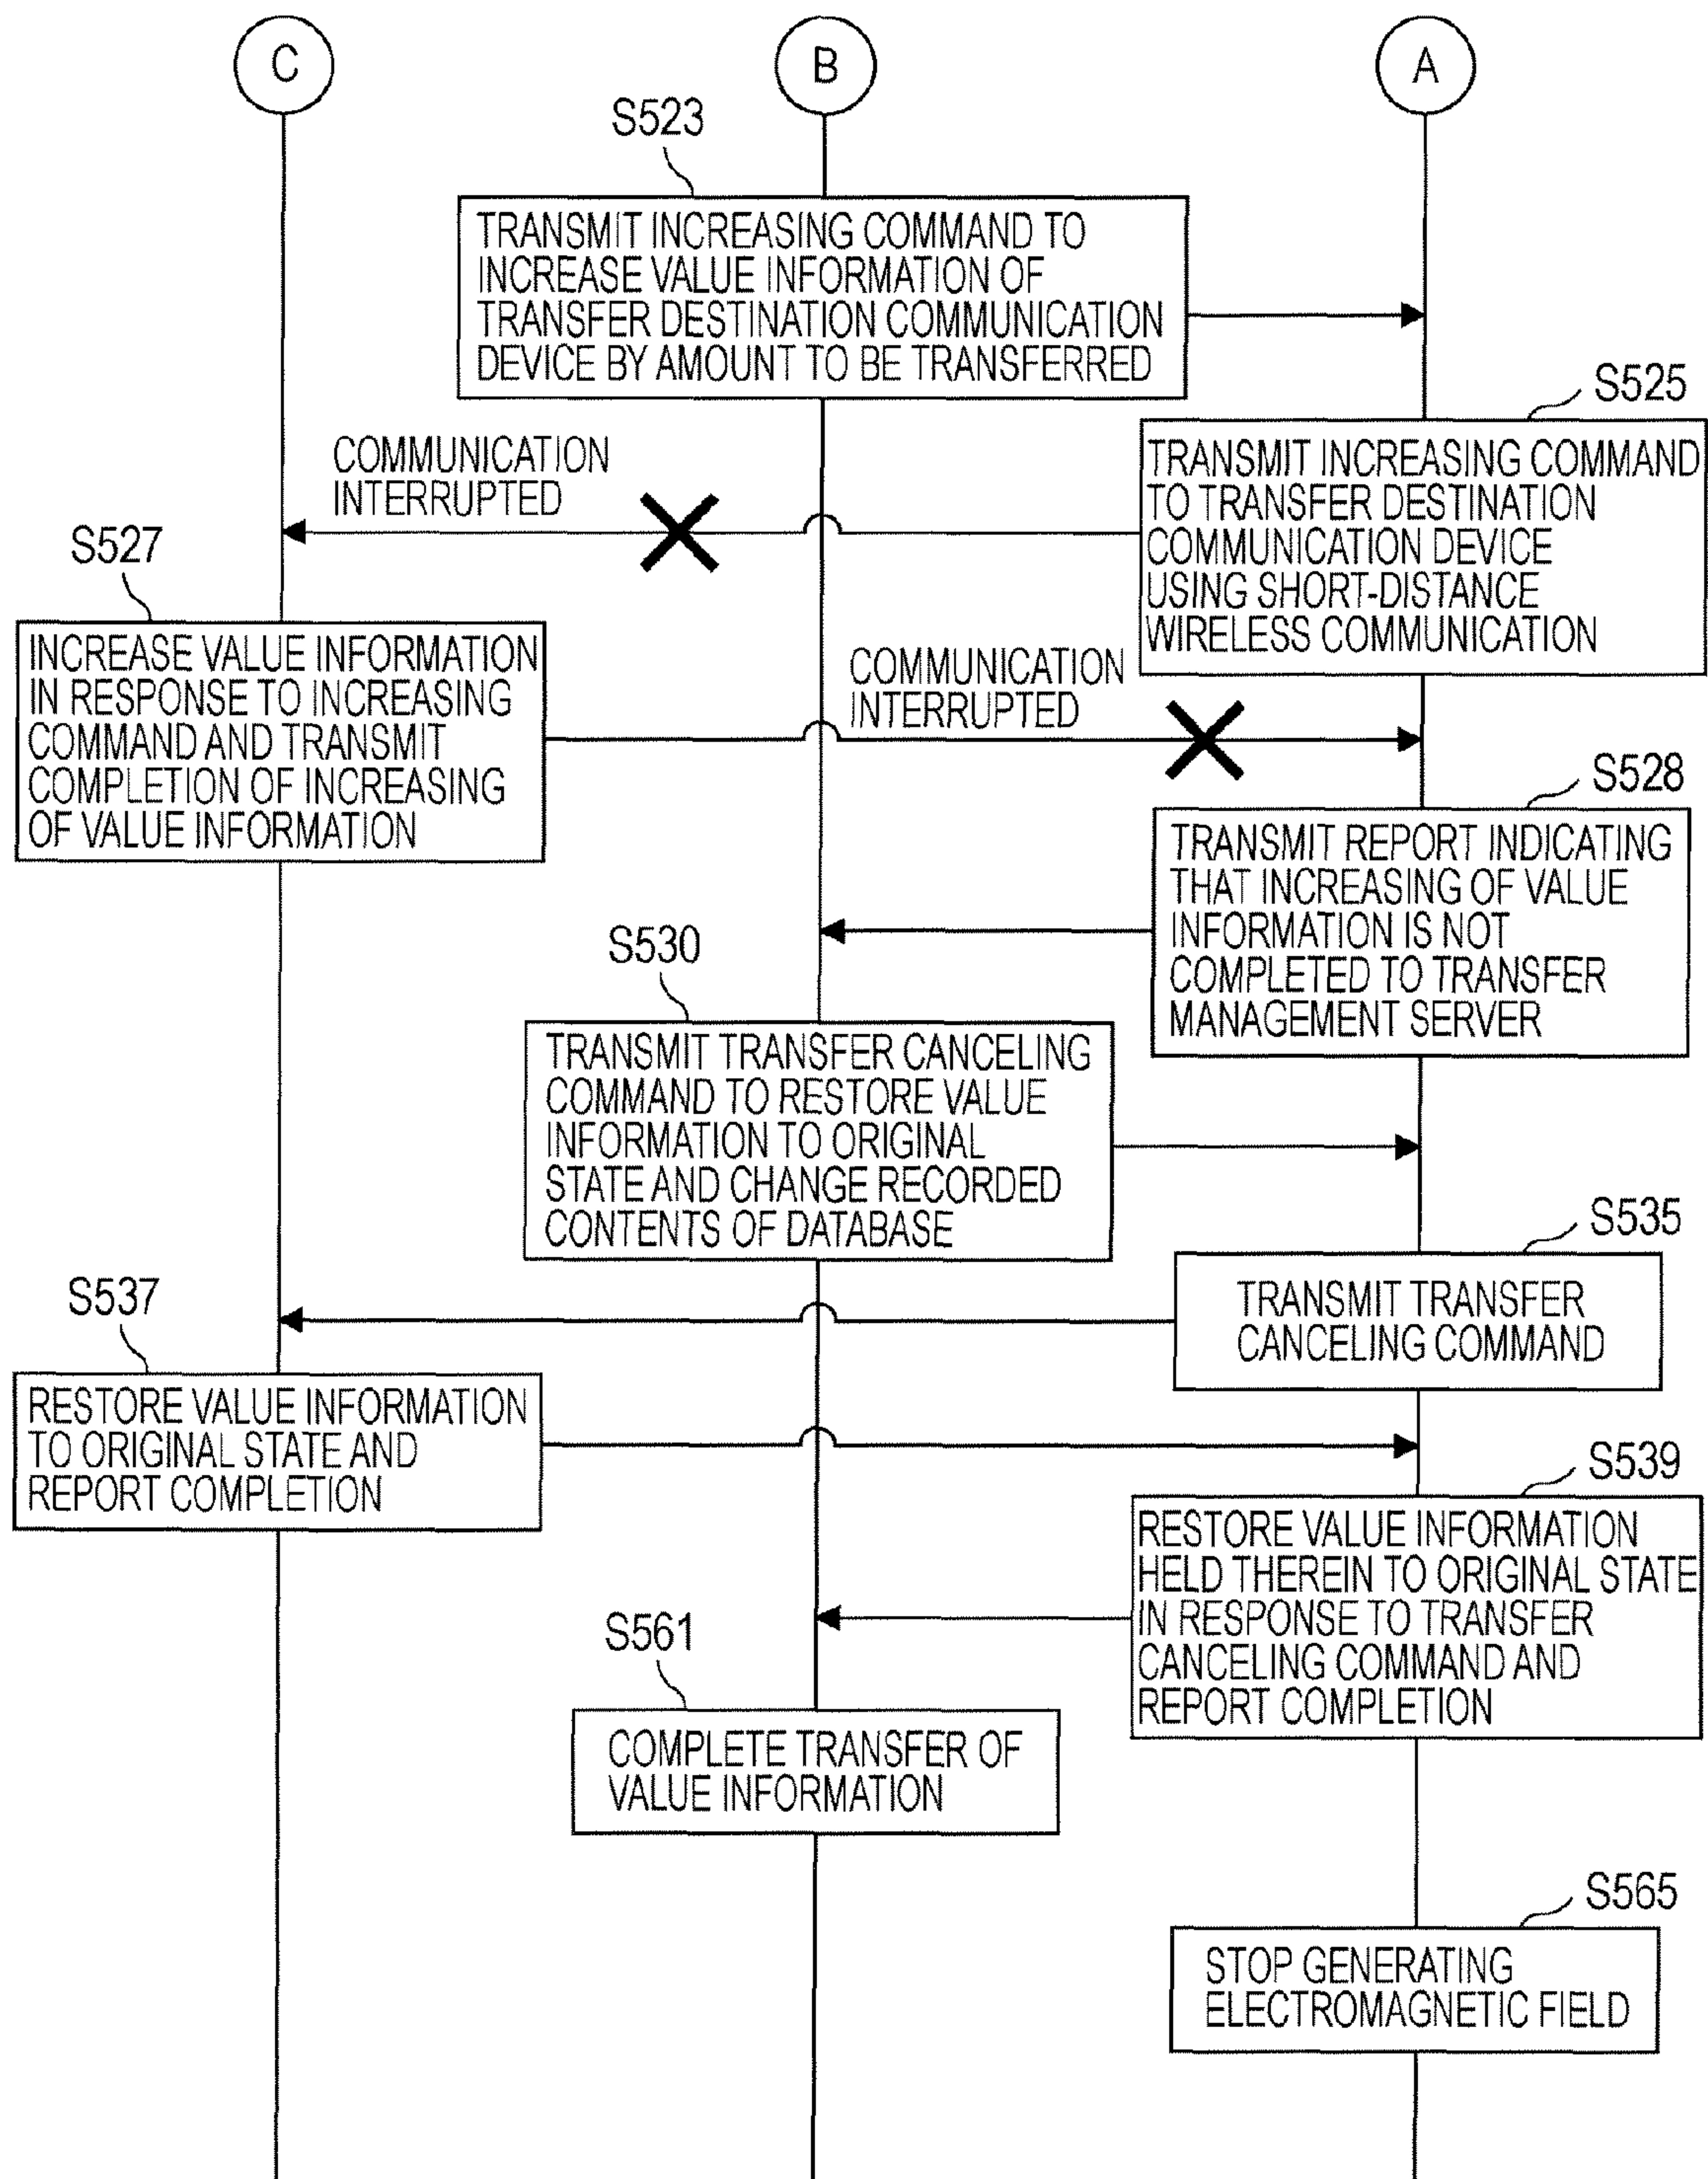 C
B
A
S523
TRANSMIT INCREASING COMMAND TO
INCREASE VALUE INFORMATION OF
TRANSFER DESTINATION COMMUNICATION
DEVICE BY AMOUNT TO BE TRANSFERRED
S525
TRANSMIT INCREASING COMMAND
TO TRANSFER DESTINATION
COMMUNICATION DEVICE
USING SHORT-DISTANCE
WIRELESS COMMUNICATION
COMMUNICATION
INTERRUPTED
S527
INCREASE VALUE INFORMATION
IN RESPONSE TO INCREASING
COMMAND AND TRANSMIT
COMPLETION OF INCREASING
OF VALUE INFORMATION
COMMUNICATION
INTERRUPTED
S528
TRANSMIT REPORT INDICATING
THAT INCREASING OF VALUE
INFORMATION IS NOT
COMPLETED TO TRANSFER
MANAGEMENT SERVER
S530
TRANSMIT TRANSFER CANCELING
COMMAND TO RESTORE VALUE
INFORMATION TO ORIGINAL
STATE AND CHANGE RECORDED
CONTENTS OF DATABASE
S535
TRANSMIT TRANSFER
CANCELING COMMAND
S537
RESTORE VALUE INFORMATION
TO ORIGINAL STATE AND
REPORT COMPLETION
S539
RESTORE VALUE INFORMATION
HELD THEREIN TO ORIGINAL STATE
IN RESPONSE TO TRANSFER
CANCELING COMMAND AND
REPORT COMPLETION
S561
COMPLETE TRANSFER OF
VALUE INFORMATION
S565
STOP GENERATING
ELECTROMAGNETIC FIELD